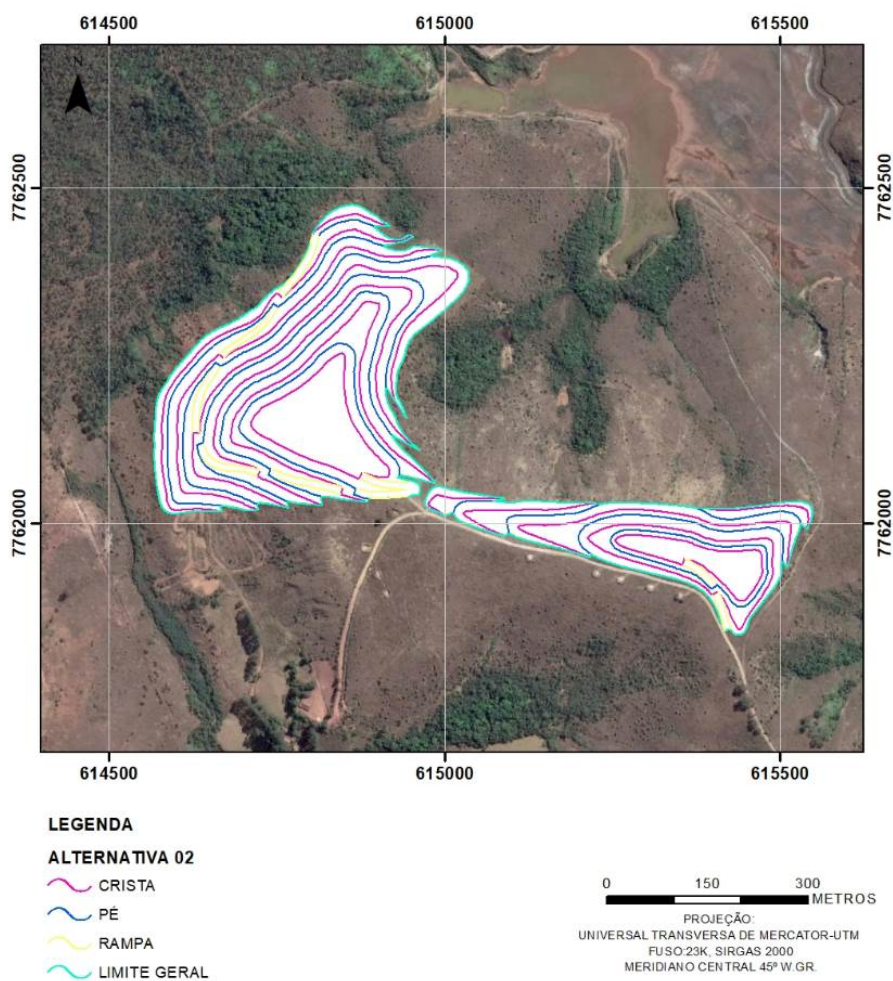 614500 615000 615500
N
7762500 7762500
7762000 7762000
614500 615000 615500
LEGENDA
ALTERNATIVA 02
CRISTA
PÉ
RAMPA
LIMITE GERAL
0 150 300
METROS
PROJEÇÃO:
UNIVERSAL TRANSVERSA DE MERCATOR-UTM
FUSO:23K, SIRGAS 2000
MERIDIANO CENTRAL 45º W.GR.